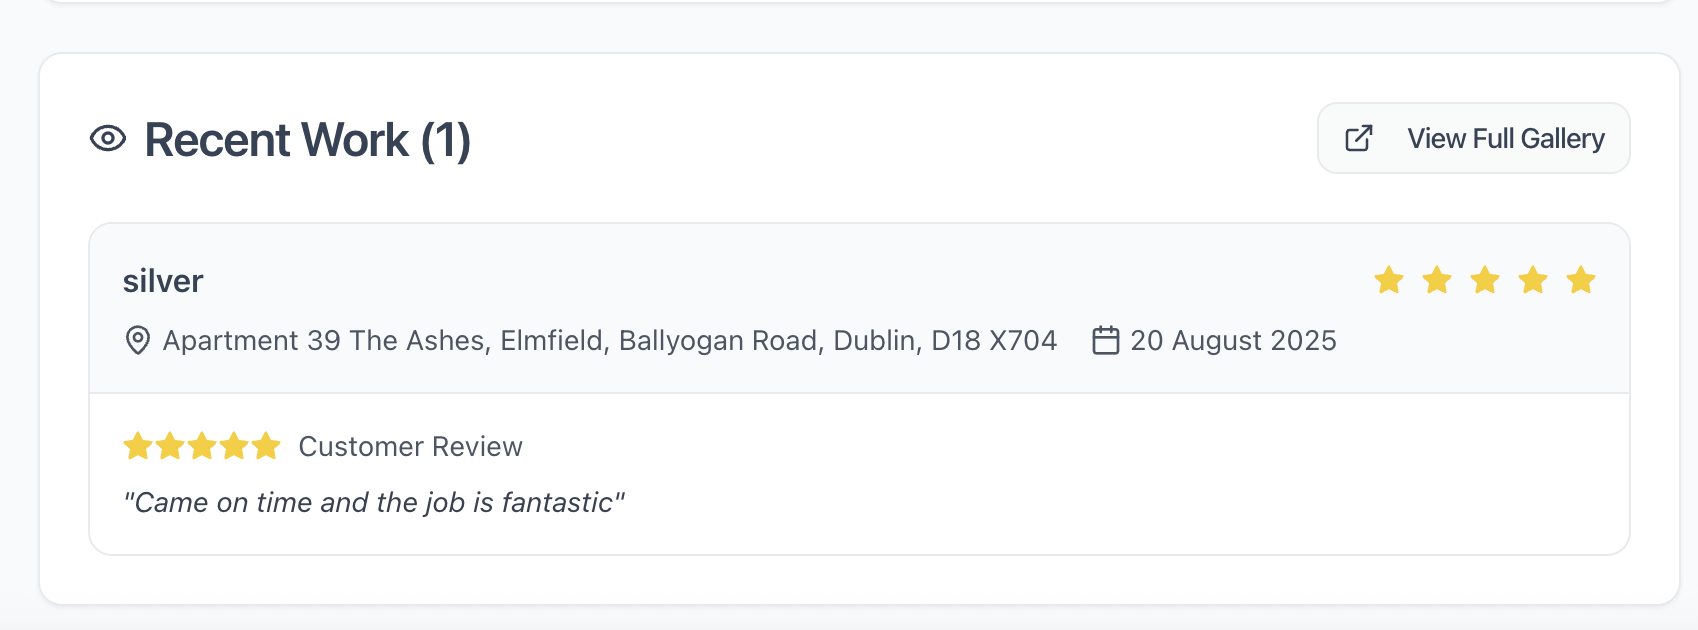 Recent Work (1)
View Full Gallery
silver
Apartment 39 The Ashes, Elmfield, Ballyogan Road, Dublin, D18 X704
20 August 2025
Customer Review
"Came on time and the job is fantastic"